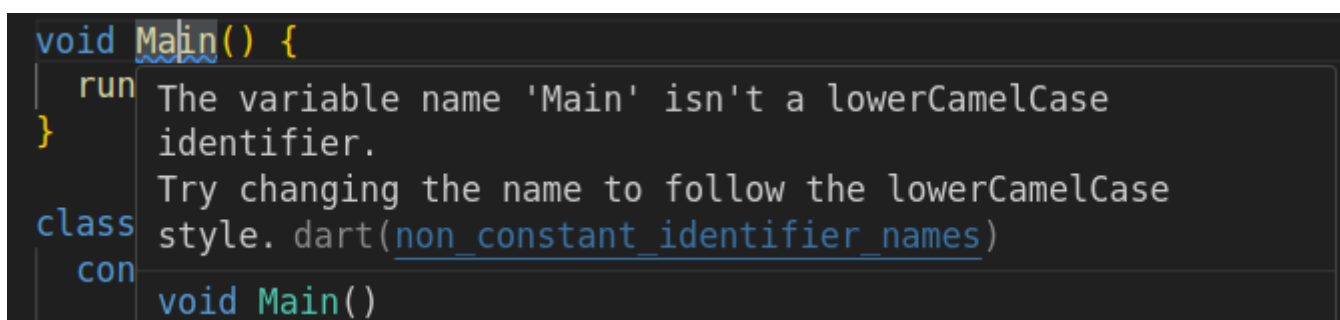 void Main() {
run
The variable name 'Main' isn't a lowerCamelCase
}
identifier.
Try changing the name to follow the lowerCamelCase
class
style. dart(non_constant_identifier_names)
con
void Main()